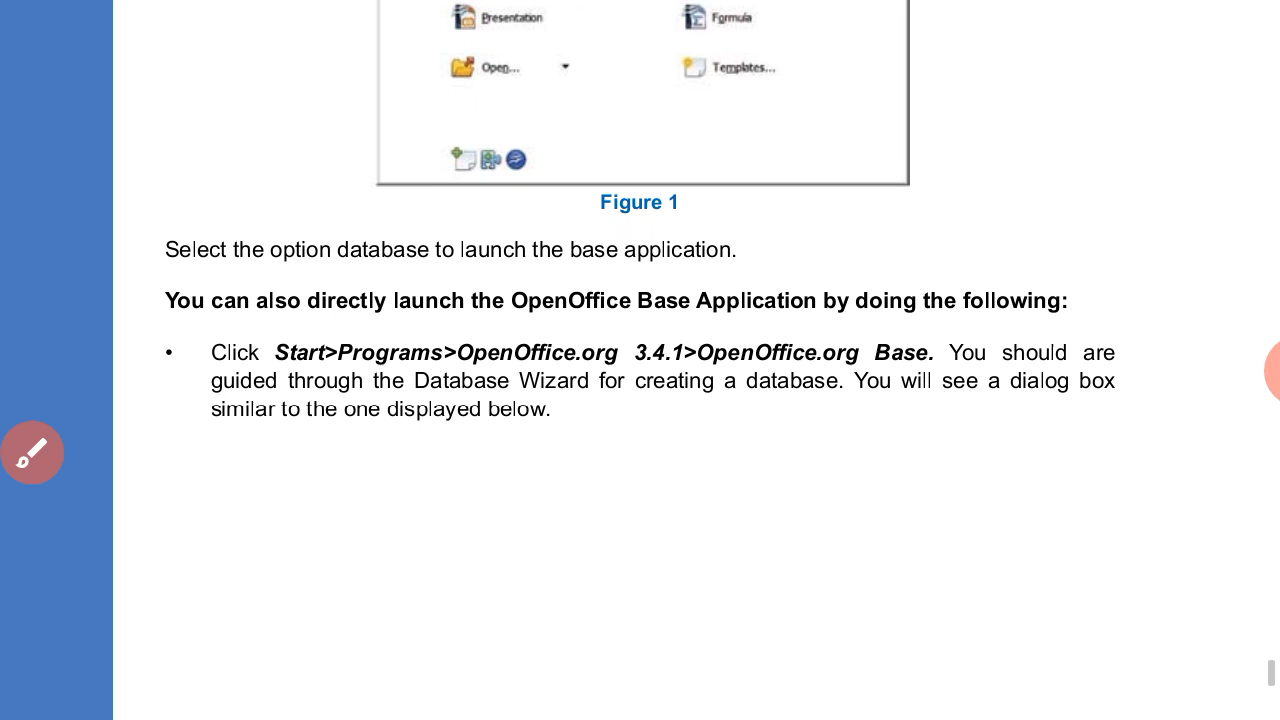 Presentation
Formula
Open...
Templates...
Figure 1
Select the option database to launch the base application.
You can also directly launch the OpenOffice Base Application by doing the following:
• Click Start>Programs>OpenOffice.org 3.4.1>OpenOffice.org Base. You should are
guided through the Database Wizard for creating a database. You will see a dialog box
similar to the one displayed below.